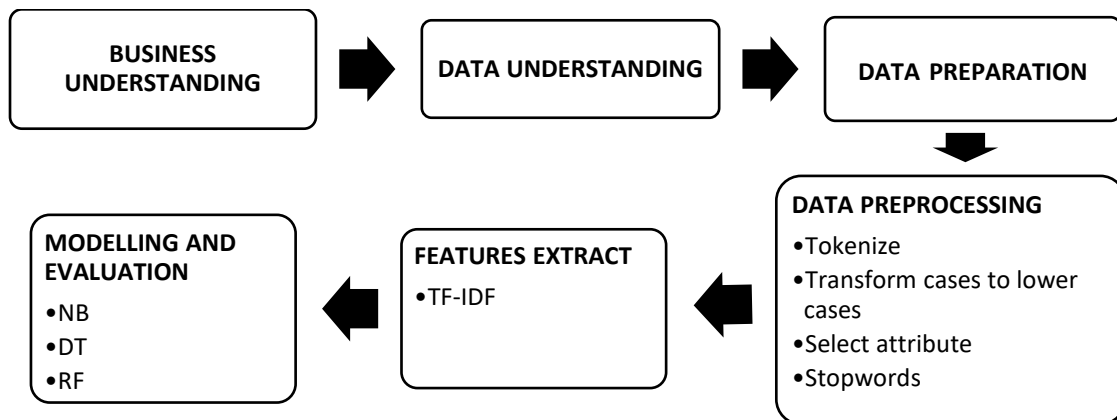 BUSINESS
UNDERSTANDING
DATA UNDERSTANDING
DATA PREPARATION
DATA PREPROCESSING
•Tokenize
•Transform cases to lower
cases
•Select attribute
•Stopwords
FEATURES EXTRACT
•TF-IDF
MODELLING AND
EVALUATION
•NB
•DT
•RF